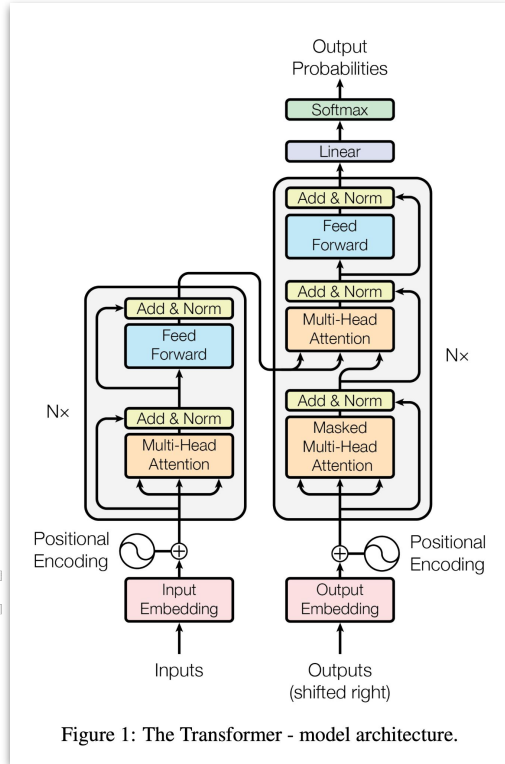 Output
Probabilities
Softmax
Linear
Add & Norm
Feed
Forward
Add & Norm
Multi-Head
Attention
Add & Norm
Masked
Multi-Head
Attention
N×
Add & Norm
Feed
Forward
Add & Norm
Multi-Head
Attention
N×
Positional
Encoding
Positional
Encoding
Input
Embedding
Output
Embedding
Inputs
Outputs
(shifted right)
Figure 1: The Transformer - model architecture.